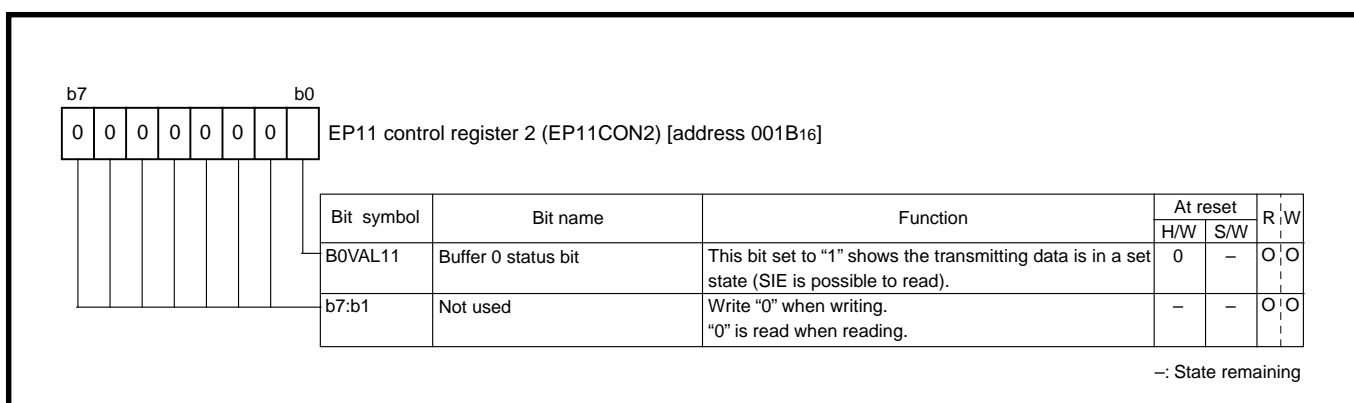 b7 b0
0 0 0 0 0 0 0
EP11 control register 2 (EP11CON2) [address 001B16]
Bit symbol Bit name Function At reset R W
H/W S/W
B0VAL11 Buffer 0 status bit This bit set to “1” shows the transmitting data is in a set 0 – O O
state (SIE is possible to read).
b7:b1 Not used Write “0” when writing. – – O O
“0” is read when reading.
–: State remaining